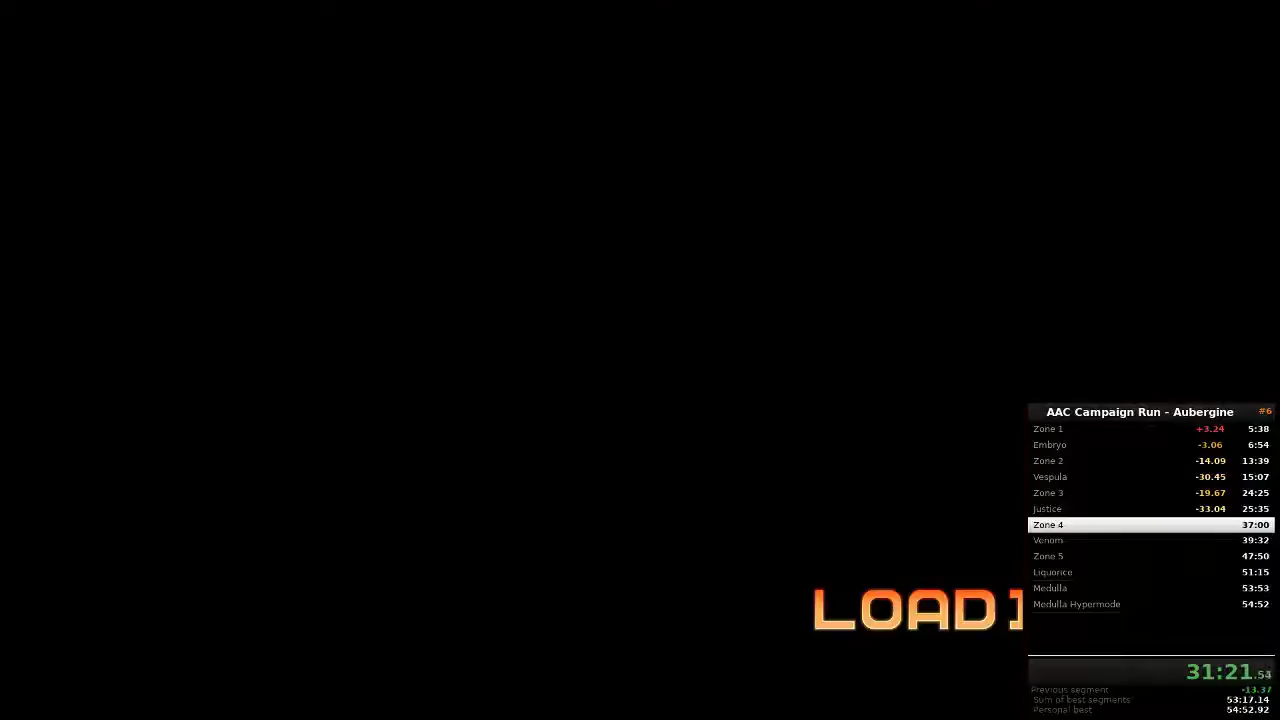 LOADI
AAC Campaign Run - Aubergine #6
Zone 1 +3.24 5:38
Embryo -3.06 6:54
Zone 2 -14.09 13:39
Vespula -30.45 15:07
Zone 3 -19.67 24:25
Justice -33.04 25:35
Zone 4 37:00
Venom 39:32
Zone 5 47:50
Liquorice 51:15
Medulla 53:53
Medulla Hypermode 54:52
31:21.54
Previous segment -13.37
Sum of best segments 53:17.14
Personal best 54:52.92